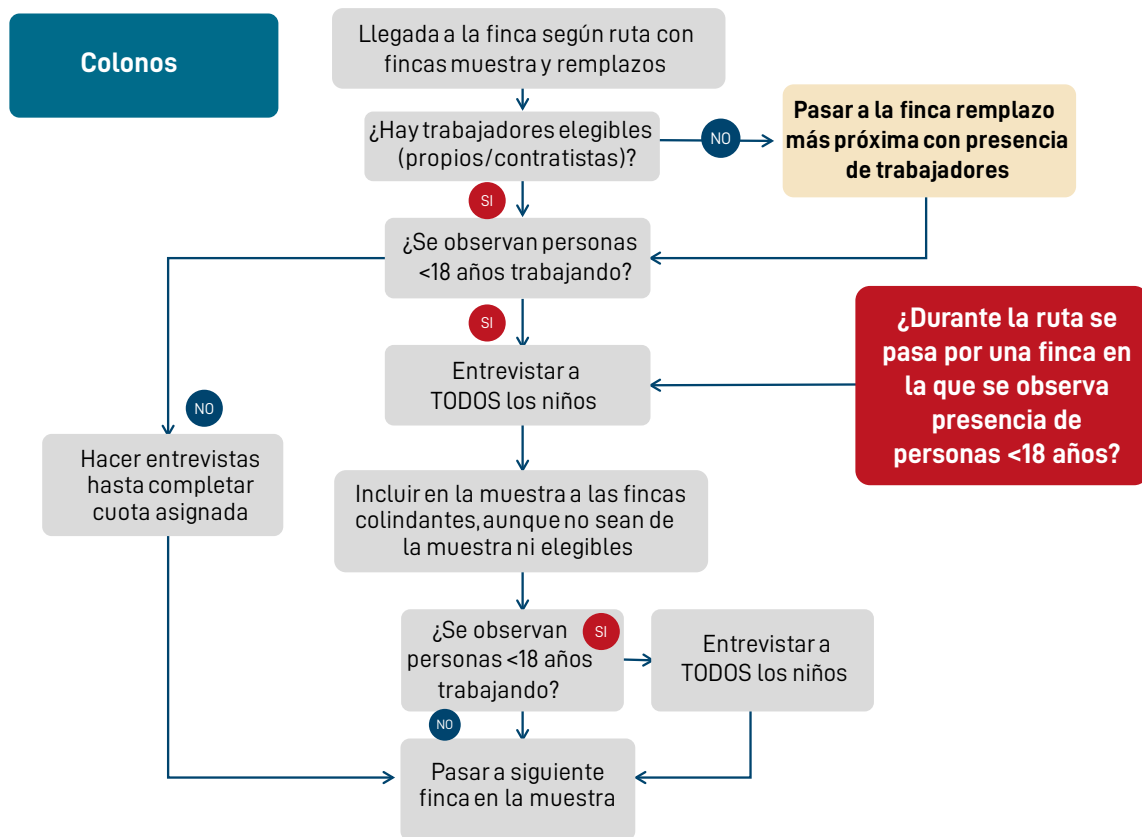 Colonos
Llegada a la finca según ruta con
fincas muestra y remplazos
¿Hay trabajadores elegibles
(propios/contratistas)?
NO
Pasar a la finca remplazo
más próxima con presencia
de trabajadores
SI
¿Se observan personas
<18 años trabajando?
SI
¿Durante la ruta se
pasa por una finca en
la que se observa
presencia de
personas <18 años?
Entrevistar a
TODOS los niños
NO
Hacer entrevistas
hasta completar
cuota asignada
Incluir en la muestra a las fincas
colindantes, aunque no sean de
la muestra ni elegibles
¿Se observan
personas <18 años
trabajando?
SI
Entrevistar a
TODOS los niños
NO
Pasar a siguiente
finca en la muestra